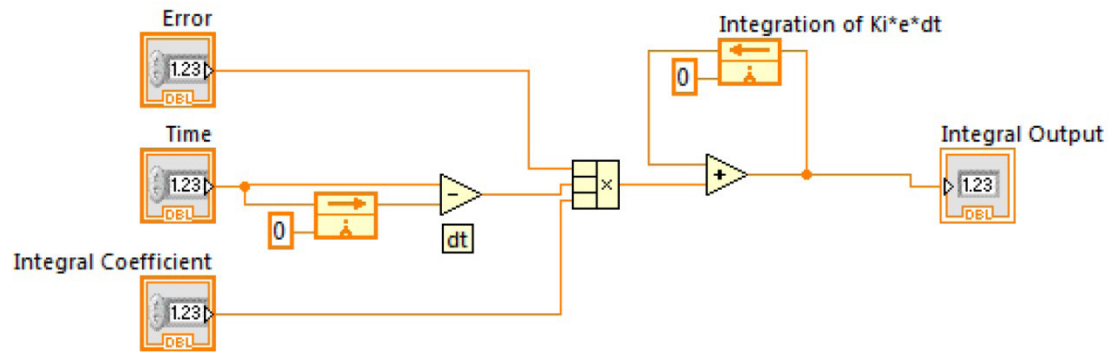 Error
1.23
DBL
Integration of Ki*e*dt
0
Time
1.23
DBL
0
-
dt
×
+
Integral Output
1.23
DBL
Integral Coefficient
1.23
DBL